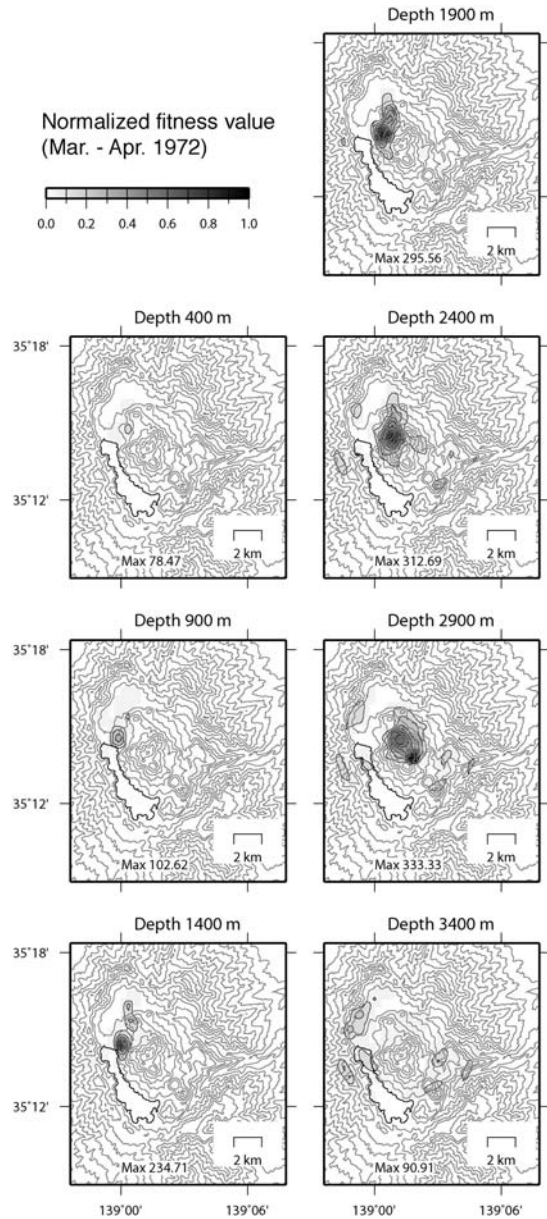 Depth 1900 m
Normalized fitness value
(Mar. - Apr. 1972)
0.0 0.2 0.4 0.6 0.8 1.0
2 km
Max 295.56
Depth 400 m
Depth 2400 m
35°18'
35°12'
2 km
Max 78.47
2 km
Max 312.69
Depth 900 m
Depth 2900 m
35°18'
35°12'
2 km
Max 102.62
2 km
Max 333.33
Depth 1400 m
Depth 3400 m
35°18'
35°12'
2 km
Max 234.71
2 km
Max 90.91
139°00' 139°06' 139°00' 139°06'